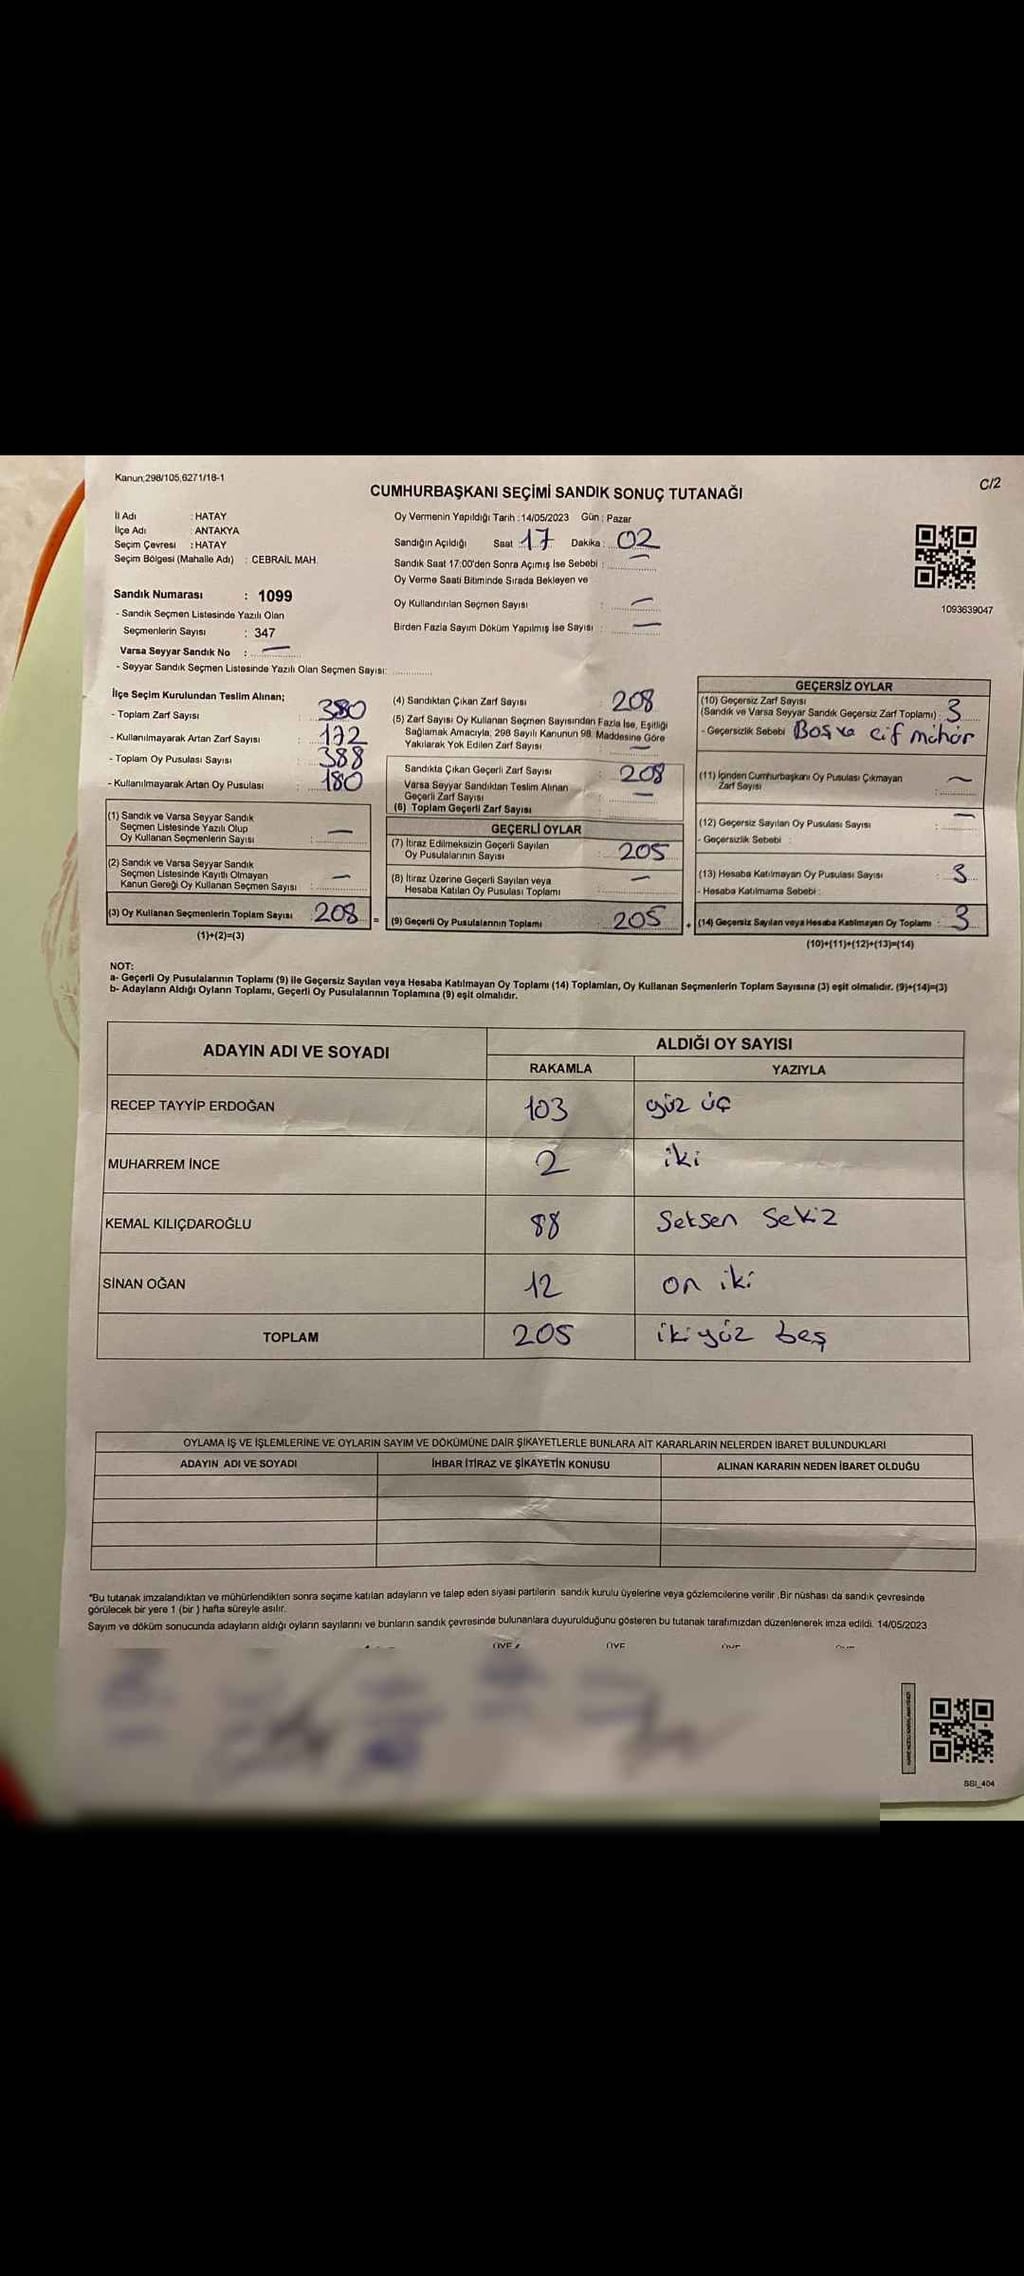 Kanun;298/105,6271/18-1
C/2
CUMHURBAŞKANI SEÇİMİ SANDIK SONUÇ TUTANAĞI
İl Adı : HATAY
İlçe Adı : ANTAKYA
Seçim Çevresi : HATAY
Seçim Bölgesi (Mahalle Adı) : CEBRAİL MAH.
Oy Vermenin Yapıldığı Tarih : 14/05/2023 Gün : Pazar
Sandığın Açıldığı Saat 17 Dakika : 02
Sandık Saat 17:00'den Sonra Açımış İse Sebebi :
Oy Verme Saati Bitiminde Sırada Bekleyen ve
Oy Kullandırılan Seçmen Sayısı : —
Birden Fazla Sayım Döküm Yapılmış İse Sayısı : —
1093639047
Sandık Numarası : 1099
- Sandık Seçmen Listesinde Yazılı Olan
Seçmenlerin Sayısı : 347
Varsa Seyyar Sandık No : —
- Seyyar Sandık Seçmen Listesinde Yazılı Olan Seçmen Sayısı:
İlçe Seçim Kurulundan Teslim Alınan;
- Toplam Zarf Sayısı : 380
- Kullanılmayarak Artan Zarf Sayısı : 172
- Toplam Oy Pusulası Sayısı : 388
- Kullanılmayarak Artan Oy Pusulası : 180
(1) Sandık ve Varsa Seyyar Sandık
Seçmen Listesinde Yazılı Olup
Oy Kullanan Seçmenlerin Sayısı : —
(2) Sandık ve Varsa Seyyar Sandık
Seçmen Listesinde Kayıtlı Olmayan
Kanun Gereği Oy Kullanan Seçmen Sayısı : —
(3) Oy Kullanan Seçmenlerin Toplam Sayısı 208 =
(1)+(2)=(3)
(4) Sandıktan Çıkan Zarf Sayısı : 208
(5) Zarf Sayısı Oy Kullanan Seçmen Sayısından Fazla İse, Eşitliği
Sağlamak Amacıyla, 298 Sayılı Kanunun 98. Maddesine Göre
Yakılarak Yok Edilen Zarf Sayısı : —
Sandıkta Çıkan Geçerli Zarf Sayısı : 208
Varsa Seyyar Sandıktan Teslim Alınan
Geçerli Zarf Sayısı : —
(6) Toplam Geçerli Zarf Sayısı
GEÇERLİ OYLAR
(7) İtiraz Edilmeksizin Geçerli Sayılan
Oy Pusulalarının Sayısı : 205
(8) İtiraz Üzerine Geçerli Sayılan veya
Hesaba Katılan Oy Pusulası Toplamı : —
(9) Geçerli Oy Pusulalarının Toplamı : 205 +
GEÇERSİZ OYLAR
(10) Geçersiz Zarf Sayısı
(Sandık ve Varsa Seyyar Sandık Geçersiz Zarf Toplamı) : 3
- Geçersizlik Sebebi Boş ve cif mühür
(11) İçinden Cumhurbaşkanı Oy Pusulası Çıkmayan
Zarf Sayısı : —
(12) Geçersiz Sayılan Oy Pusulası Sayısı : —
- Geçersizlik Sebebi :
(13) Hesaba Katılmayan Oy Pusulası Sayısı : 3
- Hesaba Katılmama Sebebi :
(14) Geçersiz Sayılan veya Hesaba Katılmayan Oy Toplamı : 3
(10)+(11)+(12)+(13)=(14)
NOT:
a- Geçerli Oy Pusulalarının Toplamı (9) ile Geçersiz Sayılan veya Hesaba Katılmayan Oy Toplamı (14) Toplamları, Oy Kullanan Seçmenlerin Toplam Sayısına (3) eşit olmalıdır. (9)+(14)=(3)
b- Adayların Aldığı Oyların Toplamı, Geçerli Oy Pusulalarının Toplamına (9) eşit olmalıdır.
ADAYIN ADI VE SOYADI
ALDIĞI OY SAYISI
RAKAMLA YAZIYLA
RECEP TAYYİP ERDOĞAN 103 yüz üç
MUHARREM İNCE 2 iki
KEMAL KILIÇDAROĞLU 88 Seksen Sekiz
SİNAN OĞAN 12 on iki
TOPLAM 205 iki yüz beş
OYLAMA İŞ VE İŞLEMLERİNE VE OYLARIN SAYIM VE DÖKÜMÜNE DAİR ŞİKAYETLERLE BUNLARA AİT KARARLARIN NELERDEN İBARET BULUNDUKLARI
ADAYIN ADI VE SOYADI İHBAR İTİRAZ VE ŞİKAYETİN KONUSU ALINAN KARARIN NEDEN İBARET OLDUĞU
*Bu tutanak imzalandıktan ve mühürlendikten sonra seçime katılan adayların ve talep eden siyasi partilerin sandık kurulu üyelerine veya gözlemcilerine verilir .Bir nüshası da sandık çevresinde
görülecek bir yere 1 (bir ) hafta süreyle asılır.
Sayım ve döküm sonucunda adayların aldığı oyların sayılarını ve bunların sandık çevresinde bulunanlara duyurulduğunu gösteren bu tutanak tarafımızdan düzenlenerek imza edildi. 14/05/2023
ÜYE ÜYE
SSI_404